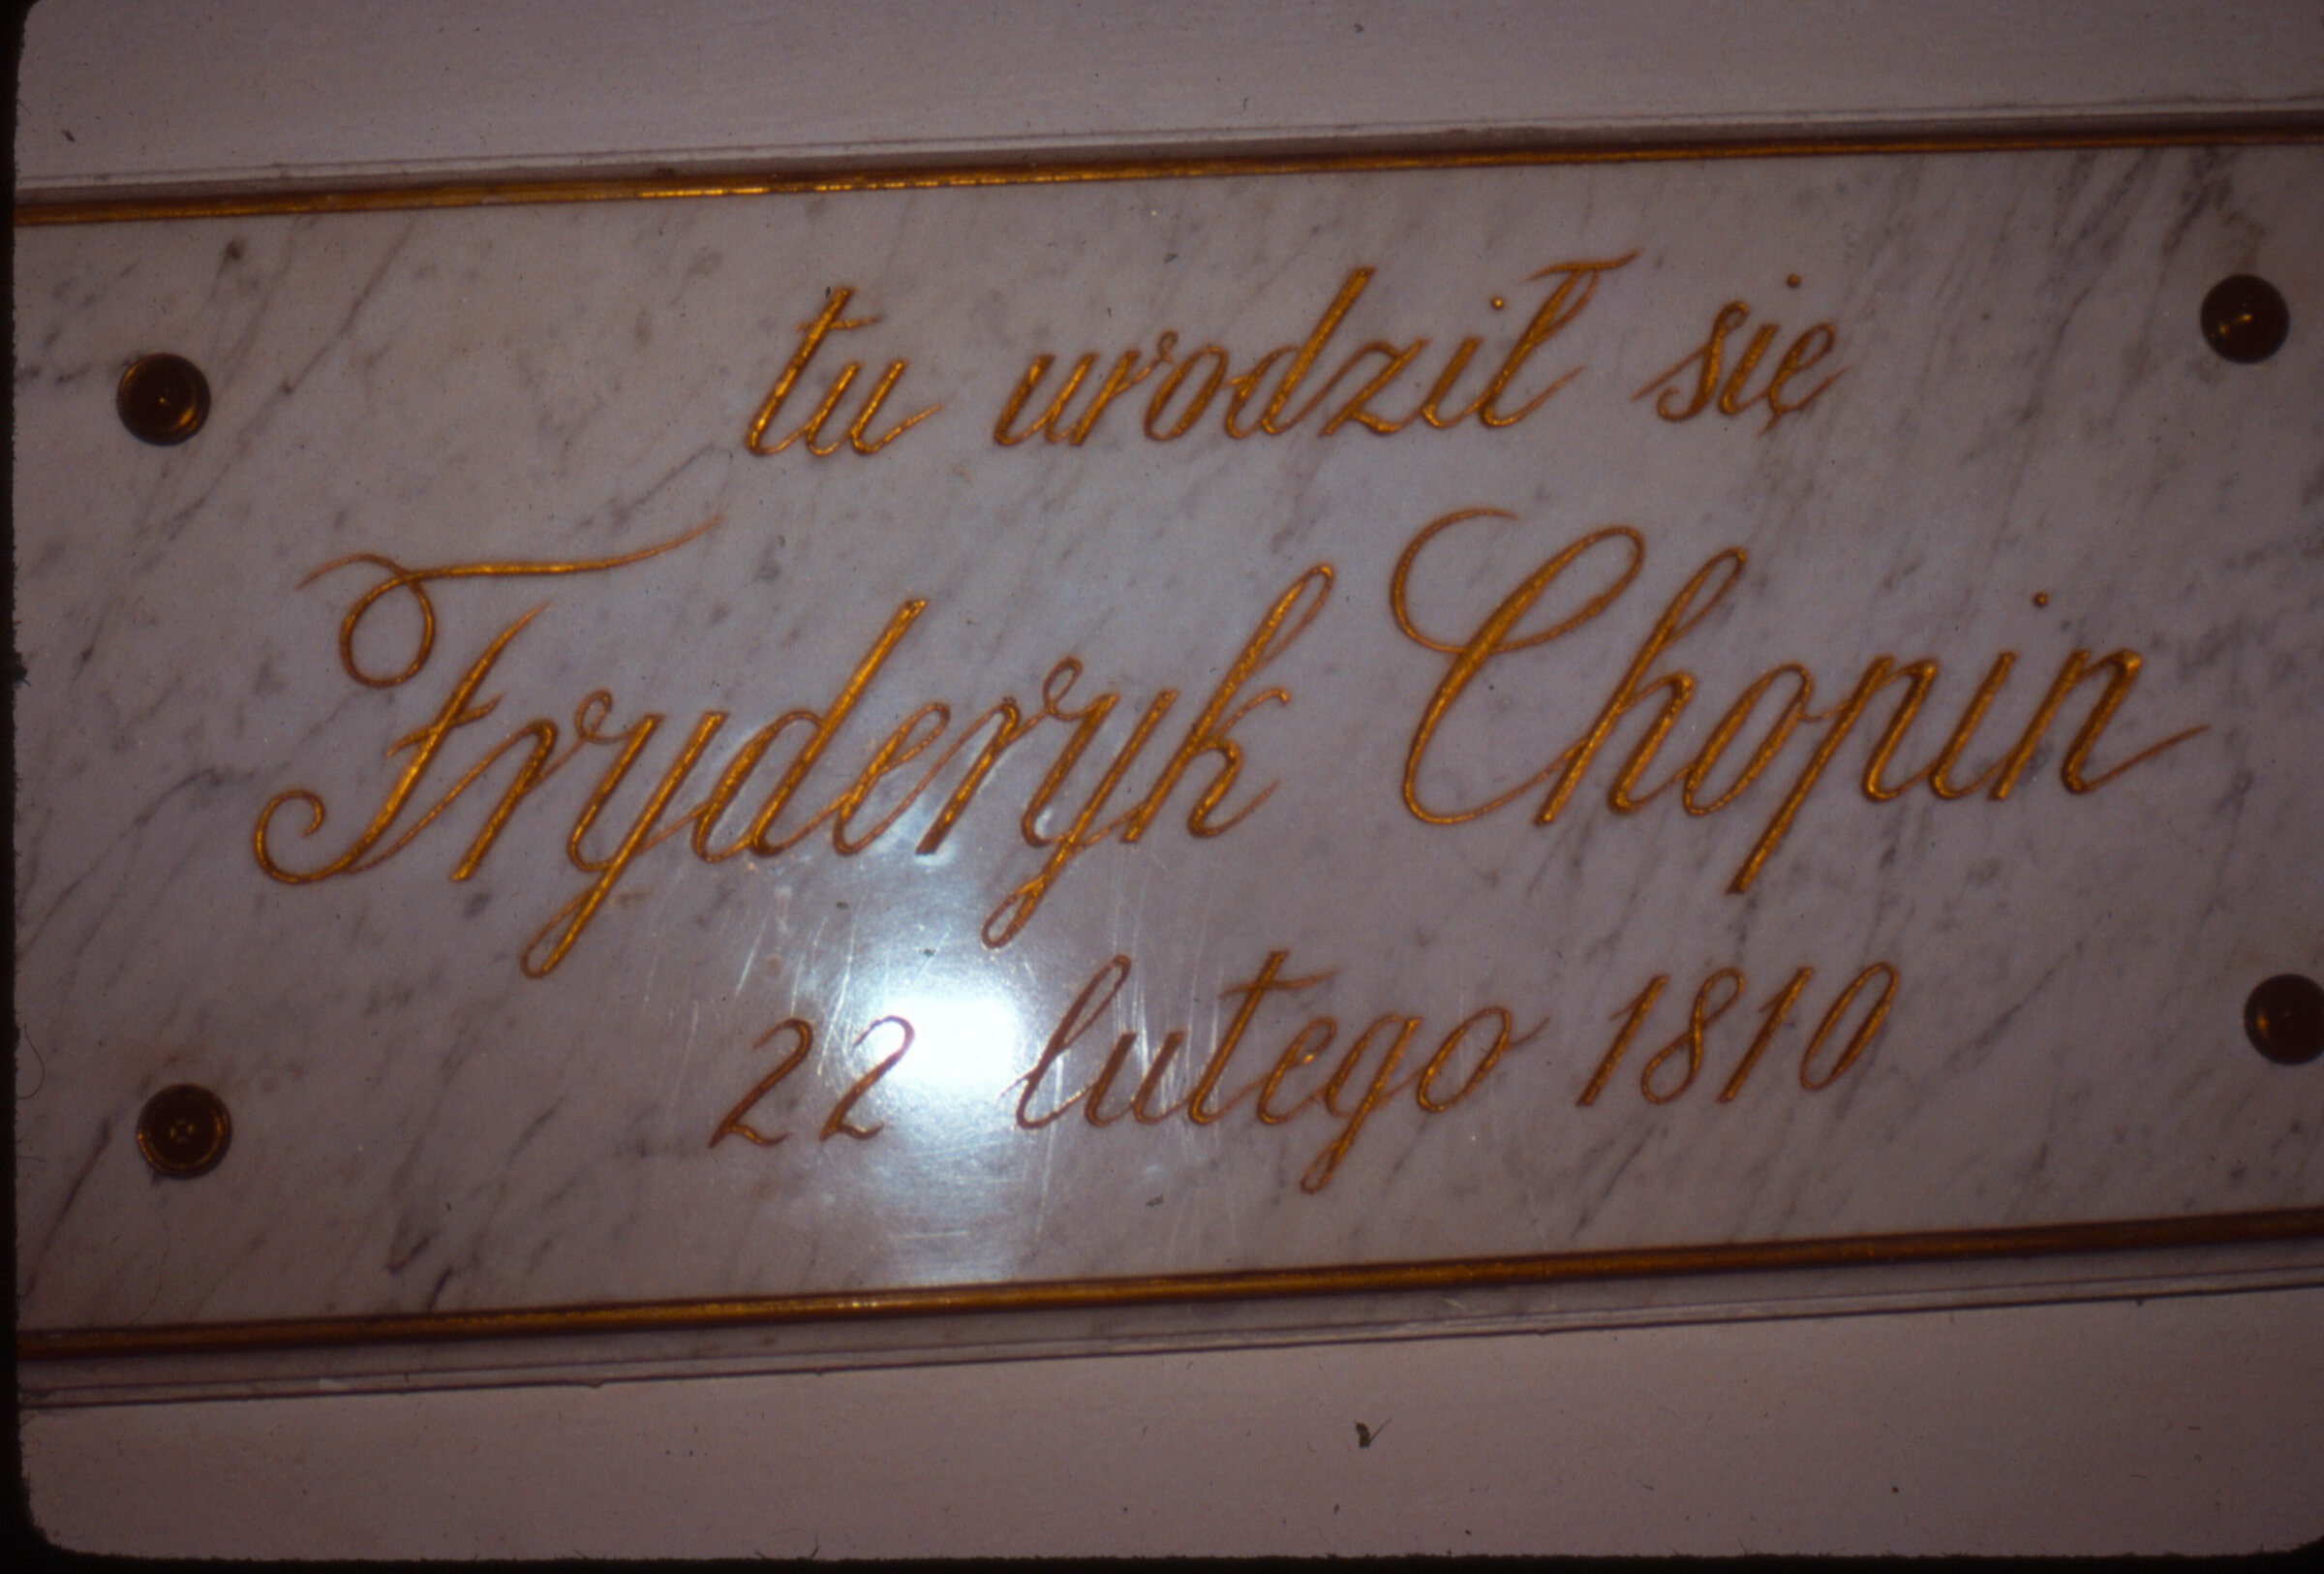 tu urodził się
Fryderyk Chopin
22 lutego 1810